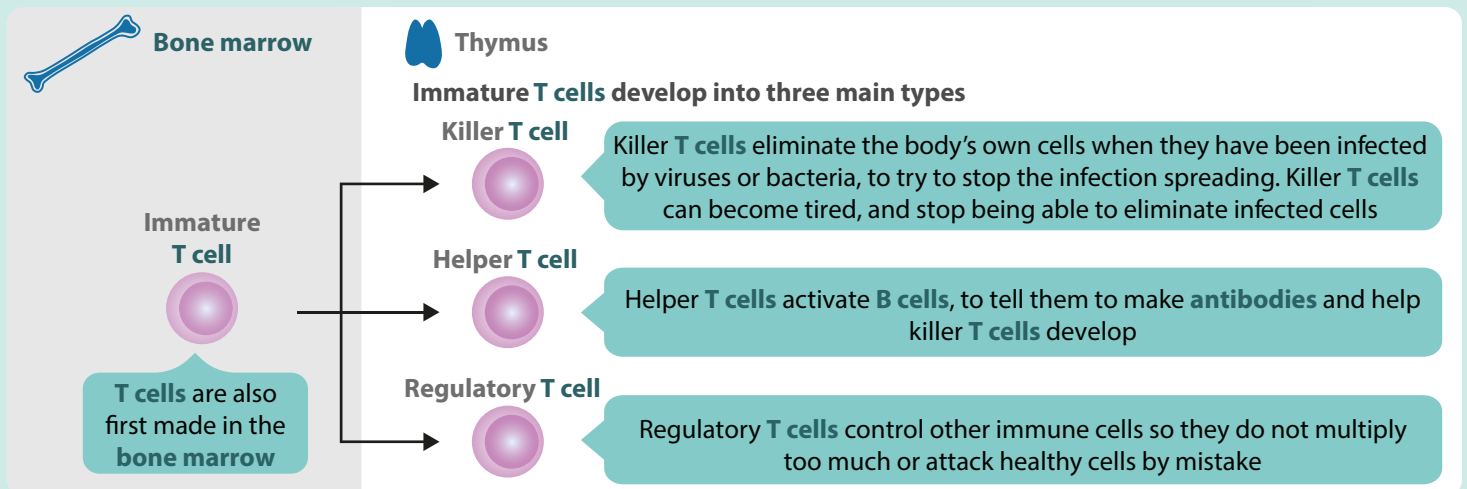 Bone marrow
Thymus
Immature T cells develop into three main types
Killer T cell
Killer T cells eliminate the body’s own cells when they have been infected
by viruses or bacteria, to try to stop the infection spreading. Killer T cells
can become tired, and stop being able to eliminate infected cells
Immature
T cell
Helper T cell
Helper T cells activate B cells, to tell them to make antibodies and help
killer T cells develop
T cells are also
first made in the
bone marrow
Regulatory T cell
Regulatory T cells control other immune cells so they do not multiply
too much or attack healthy cells by mistake